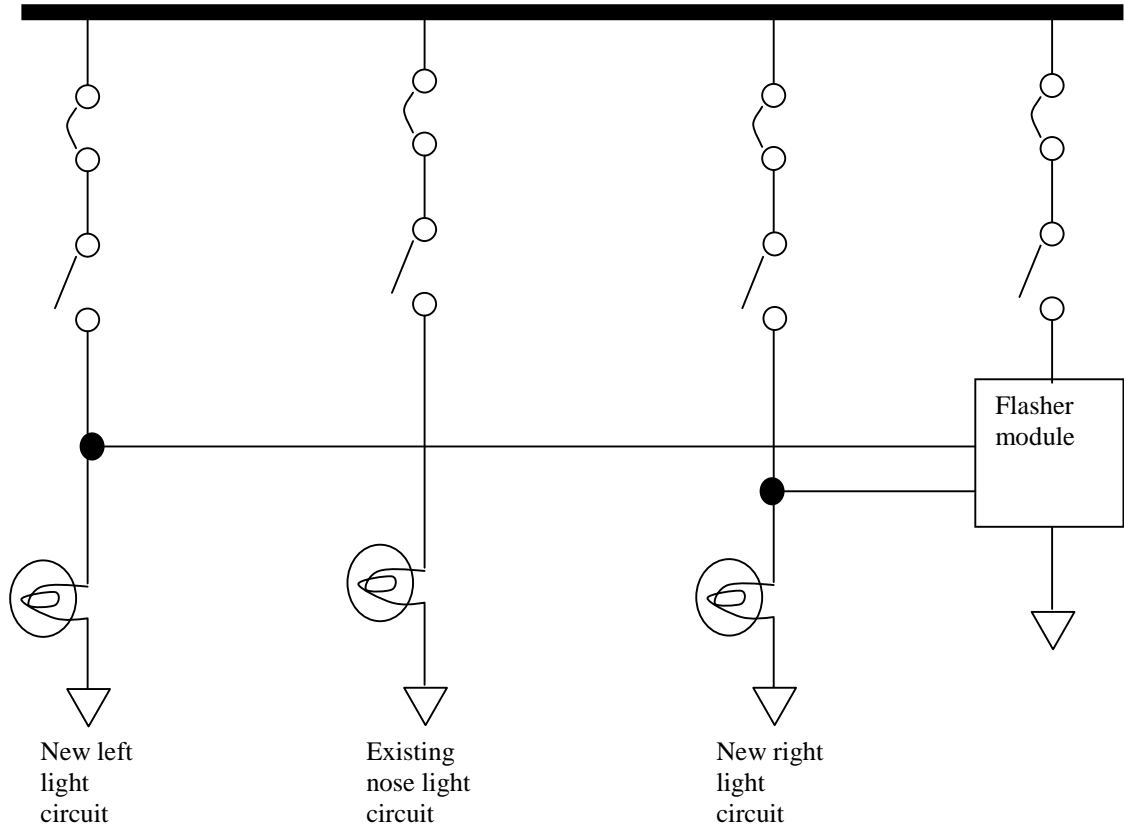 Flasher
module
New left
light
circuit
Existing
nose light
circuit
New right
light
circuit